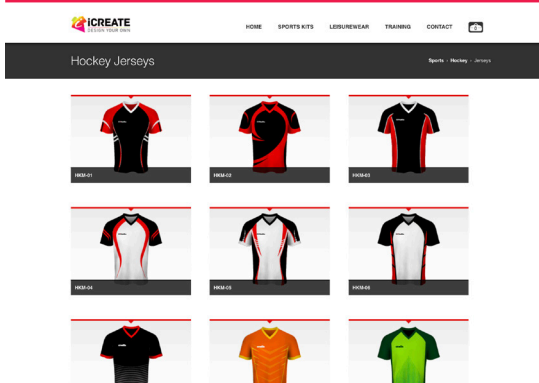 iCREATE
DESIGN YOUR OWN
HOME SPORTS KITS LEISUREWEAR TRAINING CONTACT
Hockey Jerseys
Sports - Hockey - Jerseys
HKM-01 HKM-02 HKM-03
HKM-04 HKM-05 HKM-06